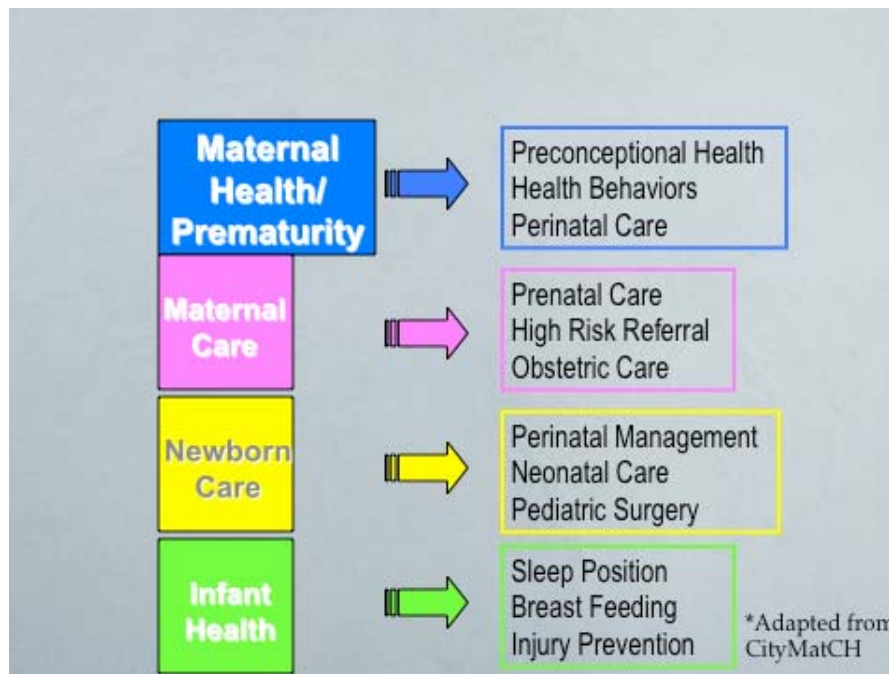 Maternal
Health/
Prematurity
Preconceptional Health
Health Behaviors
Perinatal Care
Maternal
Care
Prenatal Care
High Risk Referral
Obstetric Care
Newborn
Care
Perinatal Management
Neonatal Care
Pediatric Surgery
Infant
Health
Sleep Position
Breast Feeding
Injury Prevention
*Adapted from
CityMatCH